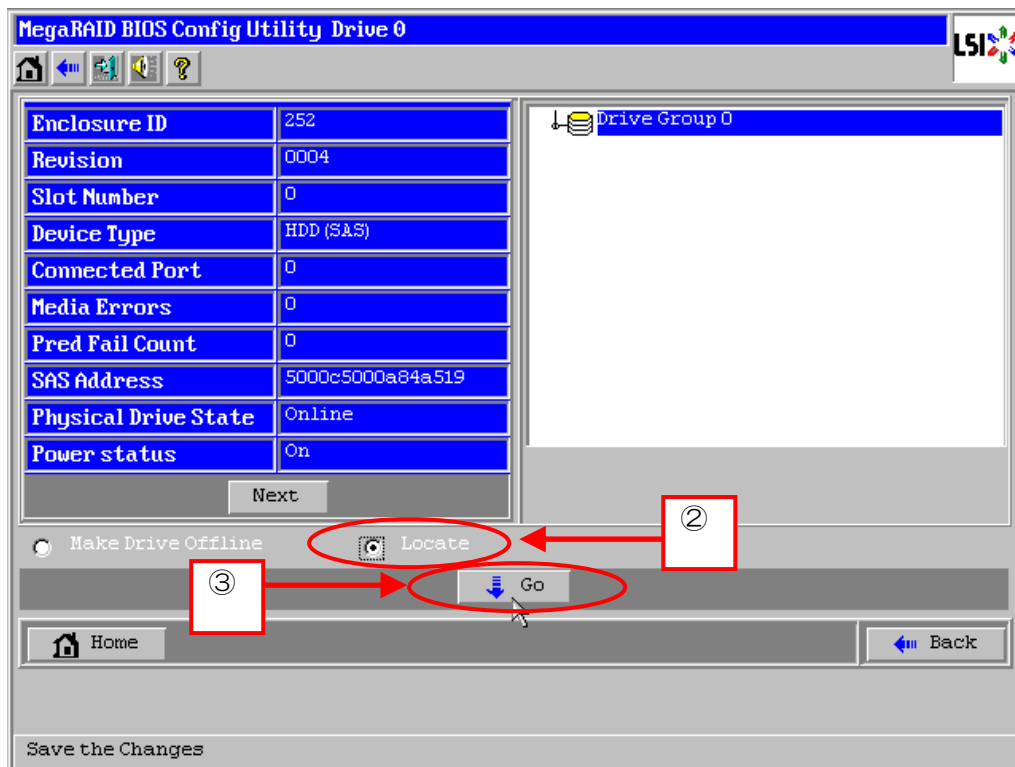 MegaRAID BIOS Config Utility Drive 0
LSI
Enclosure ID 252
Revision 0004
Slot Number 0
Device Type HDD (SAS)
Connected Port 0
Media Errors 0
Pred Fail Count 0
SAS Address 5000c5000a84a519
Physical Drive State Online
Power status On
Next
Drive Group 0
②
Make Drive Offline Locate
③
Go
Home Back
Save the Changes